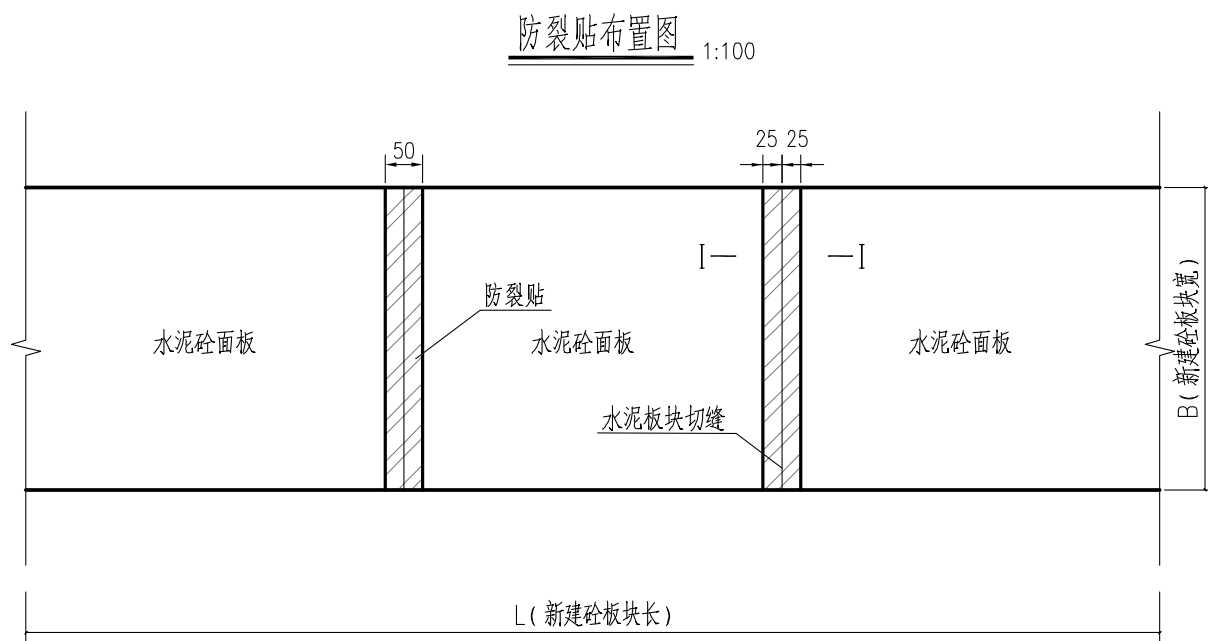 防裂贴布置图 1:100
50
25 25
I I
防裂贴
水泥砼面板 水泥砼面板 水泥砼面板
B(新建砼板块宽)
水泥板块切缝
L(新建砼板块长)